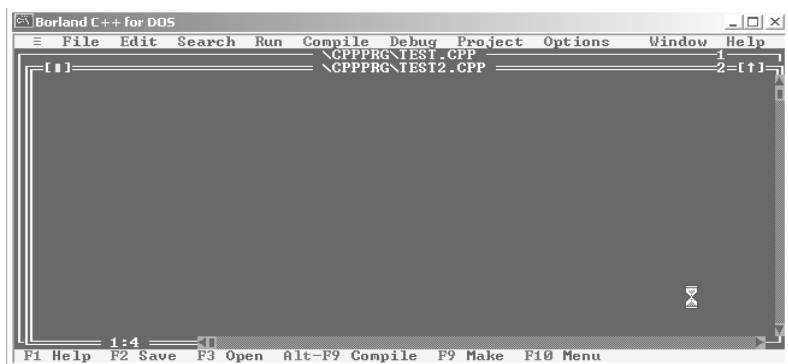 Borland C++ for DOS
≡ File Edit Search Run Compile Debug Project Options Window Help
\CPPPRG\TEST.CPP 1
[▮] \CPPPRG\TEST2.CPP 2=[↑]
1:4
F1 Help F2 Save F3 Open Alt-F9 Compile F9 Make F10 Menu